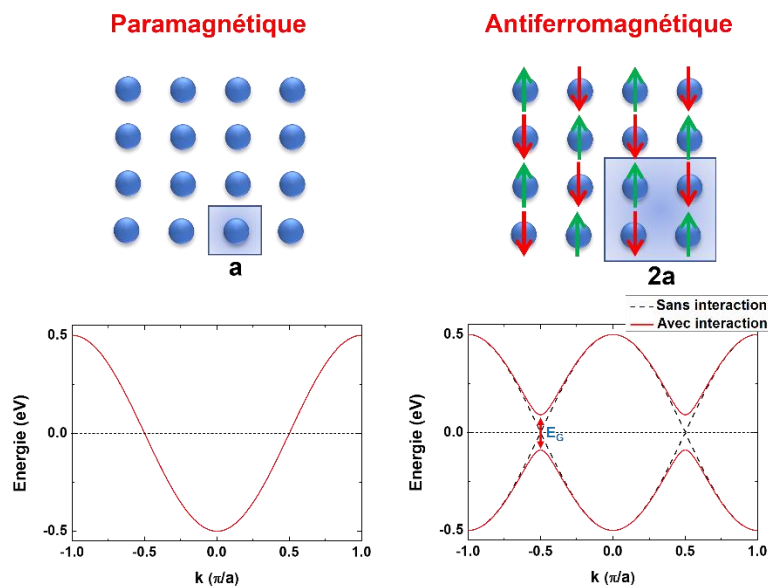 Paramagnétique
Antiferromagnétique
a
2a
Sans interaction
Avec interaction
0.5
0.0
-0.5
Energie (eV)
-1.0 -0.5 0.0 0.5 1.0
k (π/a)
0.5
0.0
-0.5
Energie (eV)
E_G
-1.0 -0.5 0.0 0.5 1.0
k (π/a)